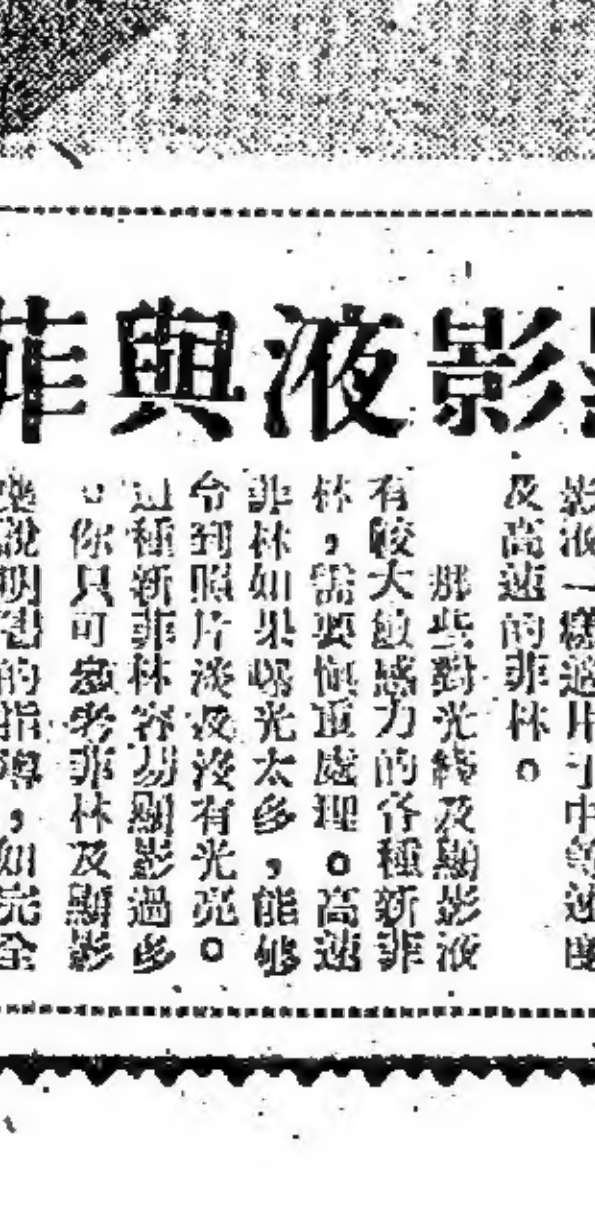 影液與菲
影液一樣適用于中等速度
及高速的菲林。
那些對光綫及顯影液
有較大敏感力的各種新菲
林，需要慎重處理。高速
菲林如果曝光太多，能够
令到照片淡及沒有光亮。
這種新菲林容易顯影過多
。你只可參考菲林及顯影
藥說明書的指導，如完全